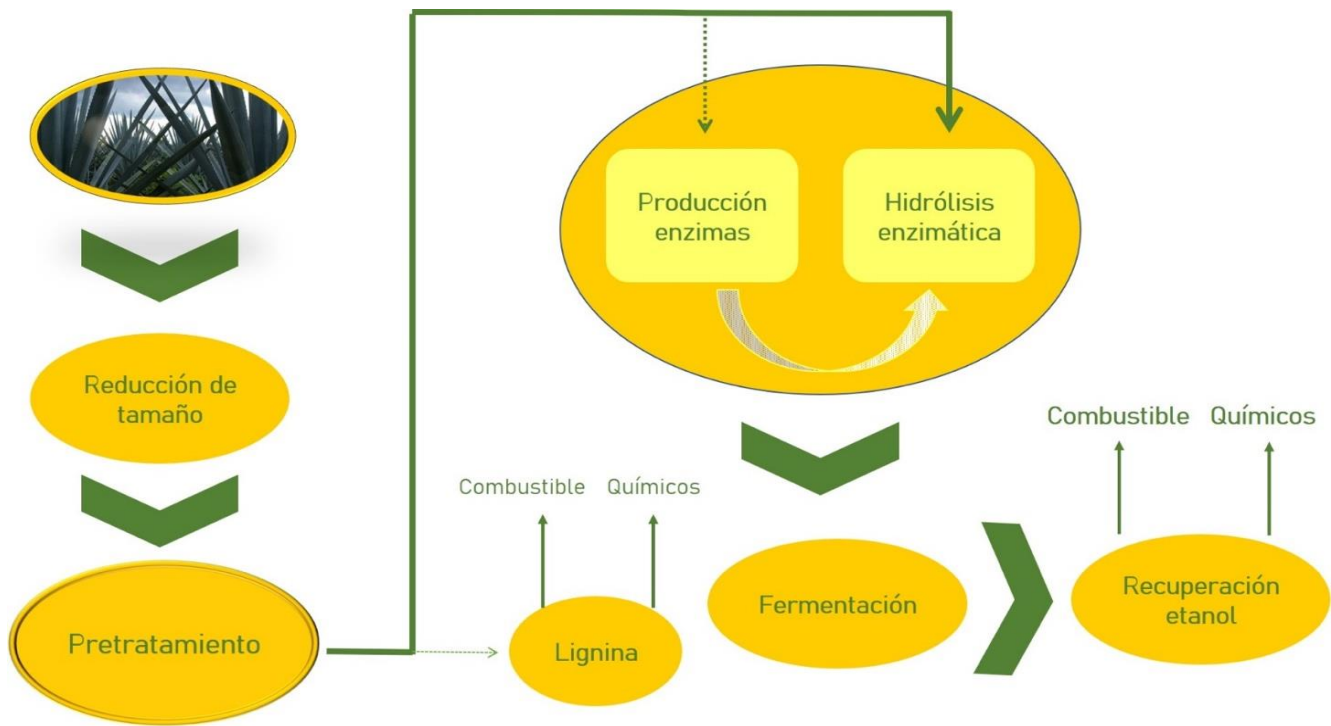 Producción
enzimas
Hidrólisis
enzimática
Reducción de
tamaño
Combustible
Químicos
Combustible
Químicos
Pretratamiento
Lignina
Fermentación
Recuperación
etanol